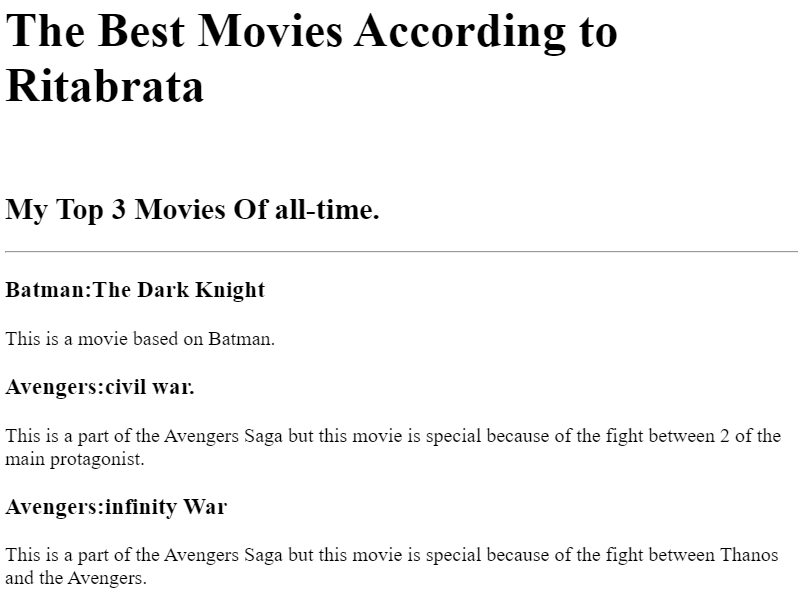 The Best Movies According to
Ritabrata
My Top 3 Movies Of all-time.
Batman:The Dark Knight
This is a movie based on Batman.
Avengers:civil war.
This is a part of the Avengers Saga but this movie is special because of the fight between 2 of the
main protagonist.
Avengers:infinity War
This is a part of the Avengers Saga but this movie is special because of the fight between Thanos
and the Avengers.